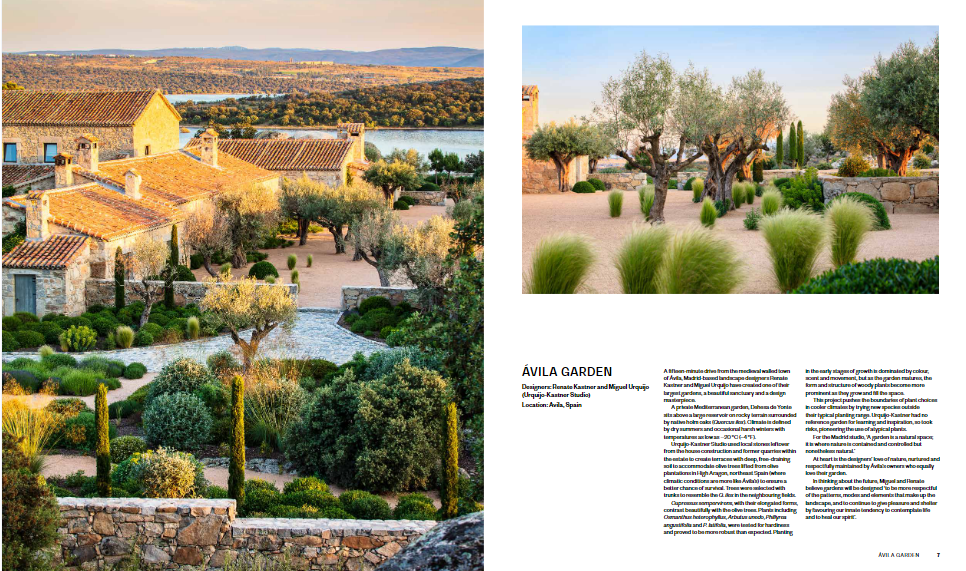 ÁVILA GARDEN
Designers: Renate Kastner and Miguel Urquijo
(Urquijo-Kastner Studio)
Location: Ávila, Spain
A fifteen-minute drive from the medieval walled town
of Ávila, Madrid-based landscape designers Renate
Kastner and Miguel Urquijo have created one of their
largest gardens, a beautiful sanctuary and a design
masterpiece.
A private Mediterranean garden, Dehesa de Yonte
sits above a large reservoir on rocky terrain surrounded
by native holm oaks (Quercus ilex). Climate is defined
by dry summers and occasional harsh winters with
temperatures as low as -20°C (-4°F).
Urquijo-Kastner Studio used local stones leftover
from the house construction and former quarries within
the estate to create terraces with deep, free-draining
soil to accommodate olive trees lifted from olive
plantations in High Aragon, northeast Spain (where
climatic conditions are more like Ávila's) to ensure a
better chance of survival. Trees were selected with
trunks to resemble the Q. ilex in the neighbouring fields.
Cupressus sempervirens, with their elongated forms,
contrast beautifully with the olive trees. Plants including
Osmanthus heterophyllus, Arbutus unedo, Phillyrea
angustifolia and P. latifolia, were tested for hardiness
and proved to be more robust than expected. Planting
in the early stages of growth is dominated by colour,
scent and movement, but as the garden matures, the
form and structure of woody plants become more
prominent as they grow and fill the space.
This project pushes the boundaries of plant choices
in cooler climates by trying new species outside
their typical planting range. Urquijo-Kastner had no
reference garden for learning and inspiration, so took
risks, pioneering the use of atypical plants.
For the Madrid studio, 'A garden is a natural space;
it is where nature is contained and controlled but
nonetheless natural.'
At heart is the designers' love of nature, nurtured and
respectfully maintained by Ávila's owners who equally
love their garden.
In thinking about the future, Miguel and Renate
believe gardens will be designed 'to be more respectful
of the patterns, modes and elements that make up the
landscape, and to continue to give pleasure and shelter
by favouring our innate tendency to contemplate life
and to heal our spirit'.
ÁVILA GARDEN 7